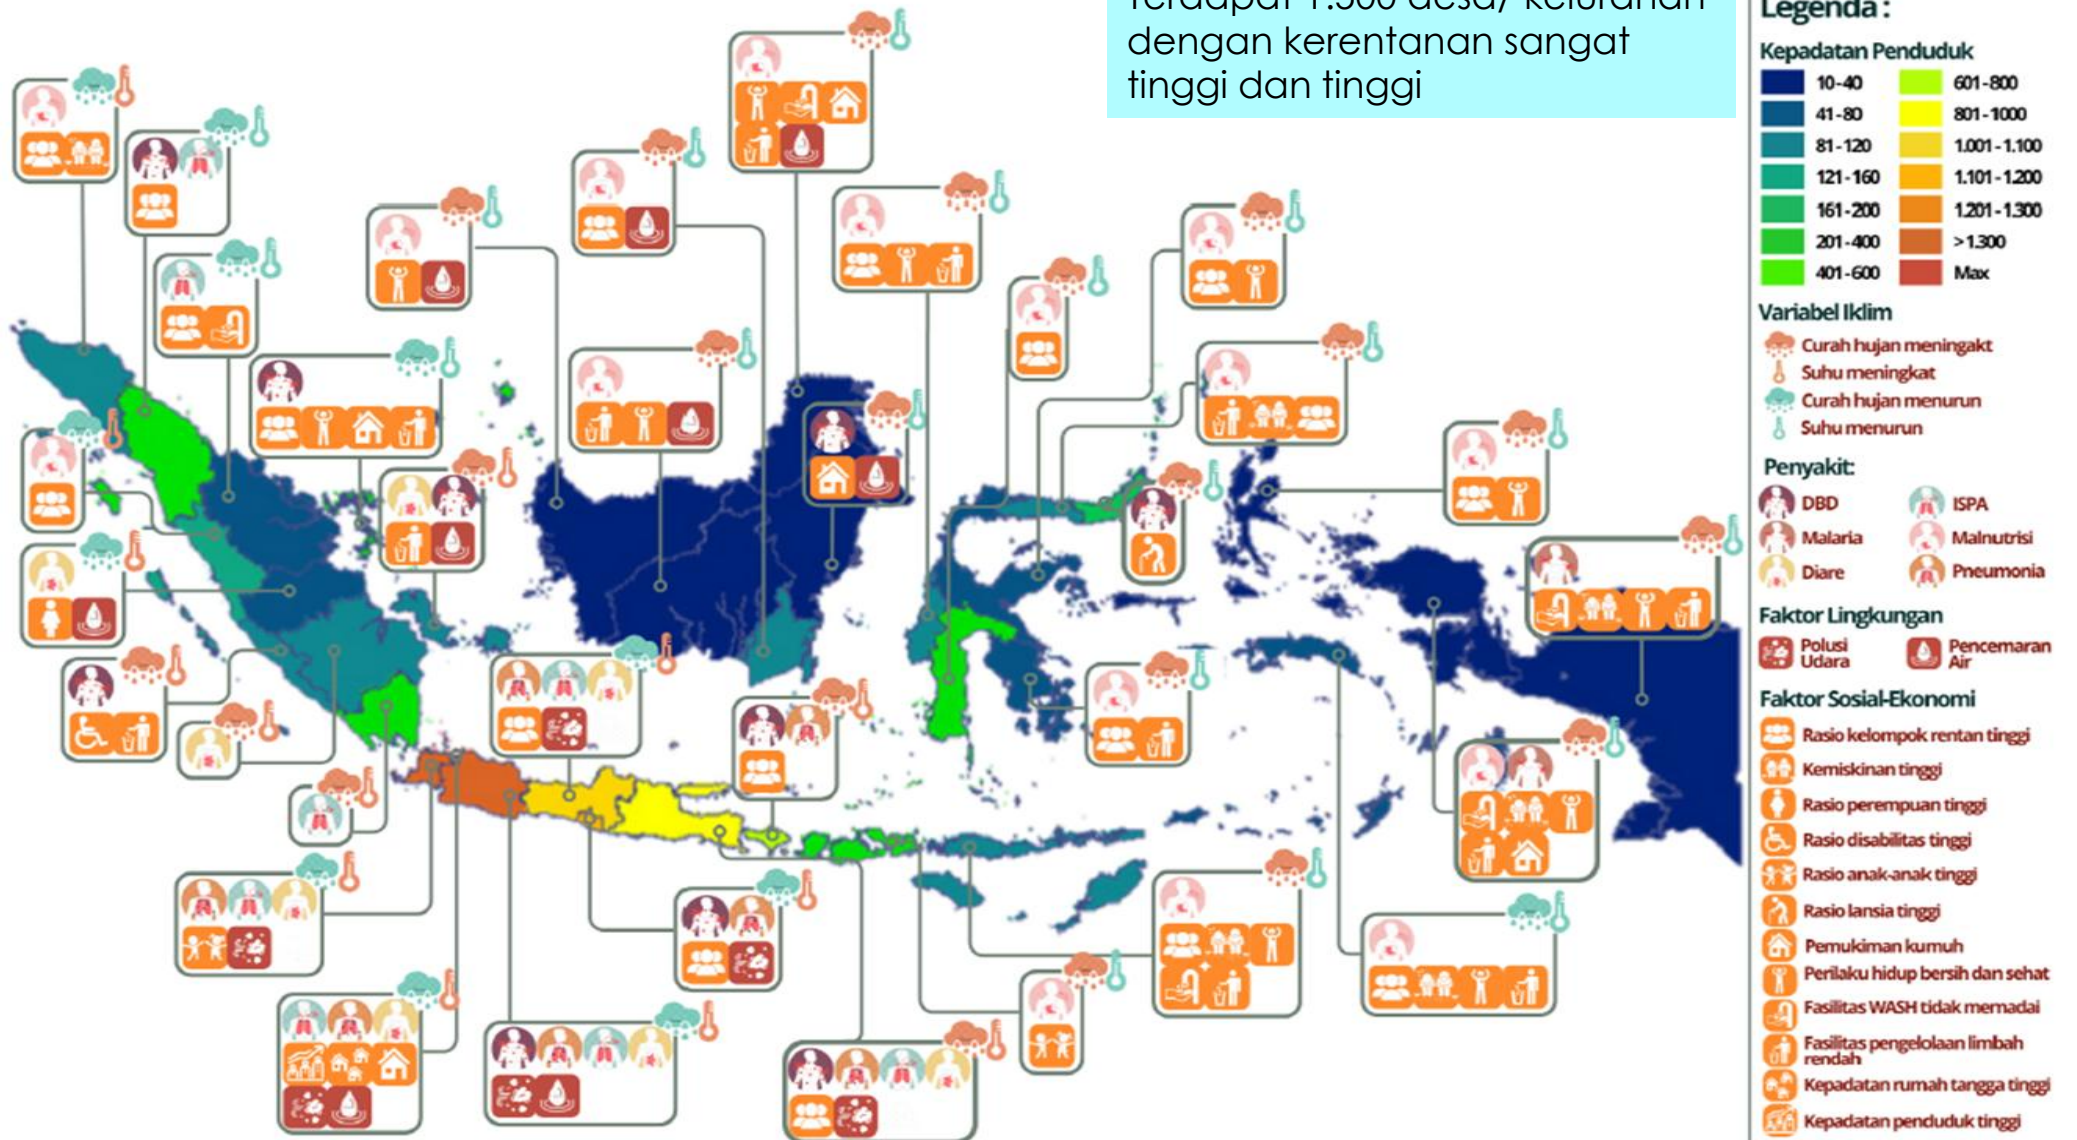 Terdapat 1.500 desa/ kelurahan
dengan kerentanan sangat
tinggi dan tinggi
Legenda :
Kepadatan Penduduk
10-40
41-80
81-120
121-160
161-200
201-400
401-600
601-800
801-1000
1.001-1.100
1.101-1.200
1.201-1.300
>1.300
Max
Variabel Iklim
Curah hujan meningakt
Suhu meningkat
Curah hujan menurun
Suhu menurun
Penyakit:
DBD
Malaria
Diare
ISPA
Malnutrisi
Pneumonia
Faktor Lingkungan
Polusi
Udara
Pencemaran
Air
Faktor Sosial-Ekonomi
Rasio kelompok rentan tinggi
Kemiskinan tinggi
Rasio perempuan tinggi
Rasio disabilitas tinggi
Rasio anak-anak tinggi
Rasio lansia tinggi
Pemukiman kumuh
Perilaku hidup bersih dan sehat
Fasilitas WASH tidak memadai
Fasilitas pengelolaan limbah
rendah
Kepadatan rumah tangga tinggi
Kepadatan penduduk tinggi